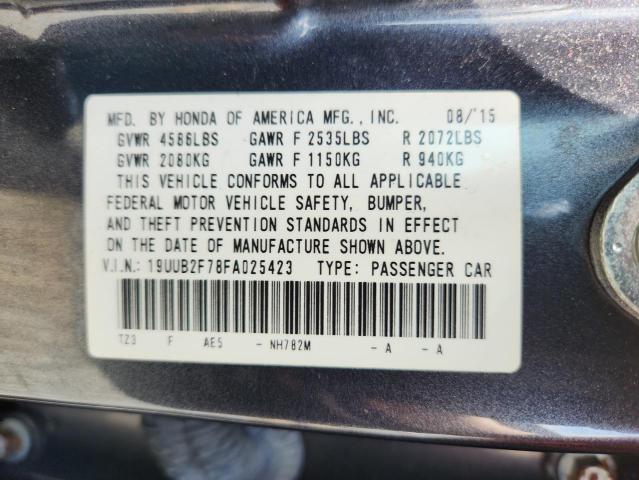 MFD. BY HONDA OF AMERICA MFG., INC. 08/'15
GVWR 4586LBS GAWR F 2535LBS R 2072LBS
GVWR 2080KG GAWR F 1150KG R 940KG
THIS VEHICLE CONFORMS TO ALL APPLICABLE
FEDERAL MOTOR VEHICLE SAFETY, BUMPER,
AND THEFT PREVENTION STANDARDS IN EFFECT
ON THE DATE OF MANUFACTURE SHOWN ABOVE.
V.I.N.: 19UUB2F78FA025423 TYPE: PASSENGER CAR
TZ3 F AE5 - NH782M - A - A